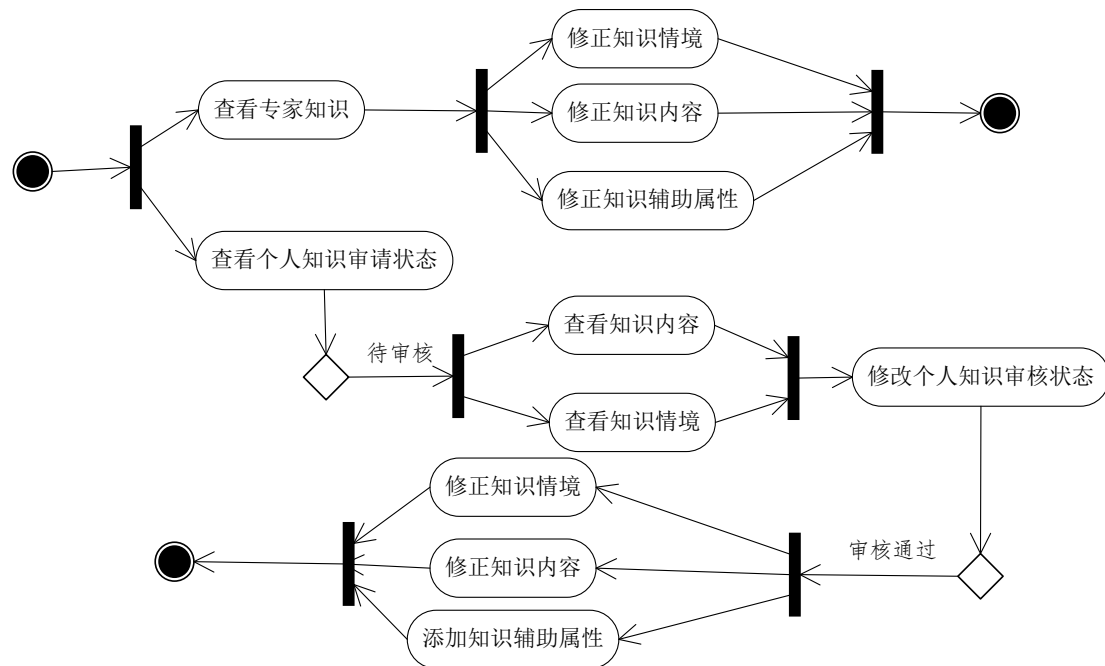 修正知识情境
查看专家知识
修正知识内容
修正知识辅助属性
查看个人知识审请状态
待审核
查看知识内容
修改个人知识审核状态
查看知识情境
修正知识情境
审核通过
修正知识内容
添加知识辅助属性